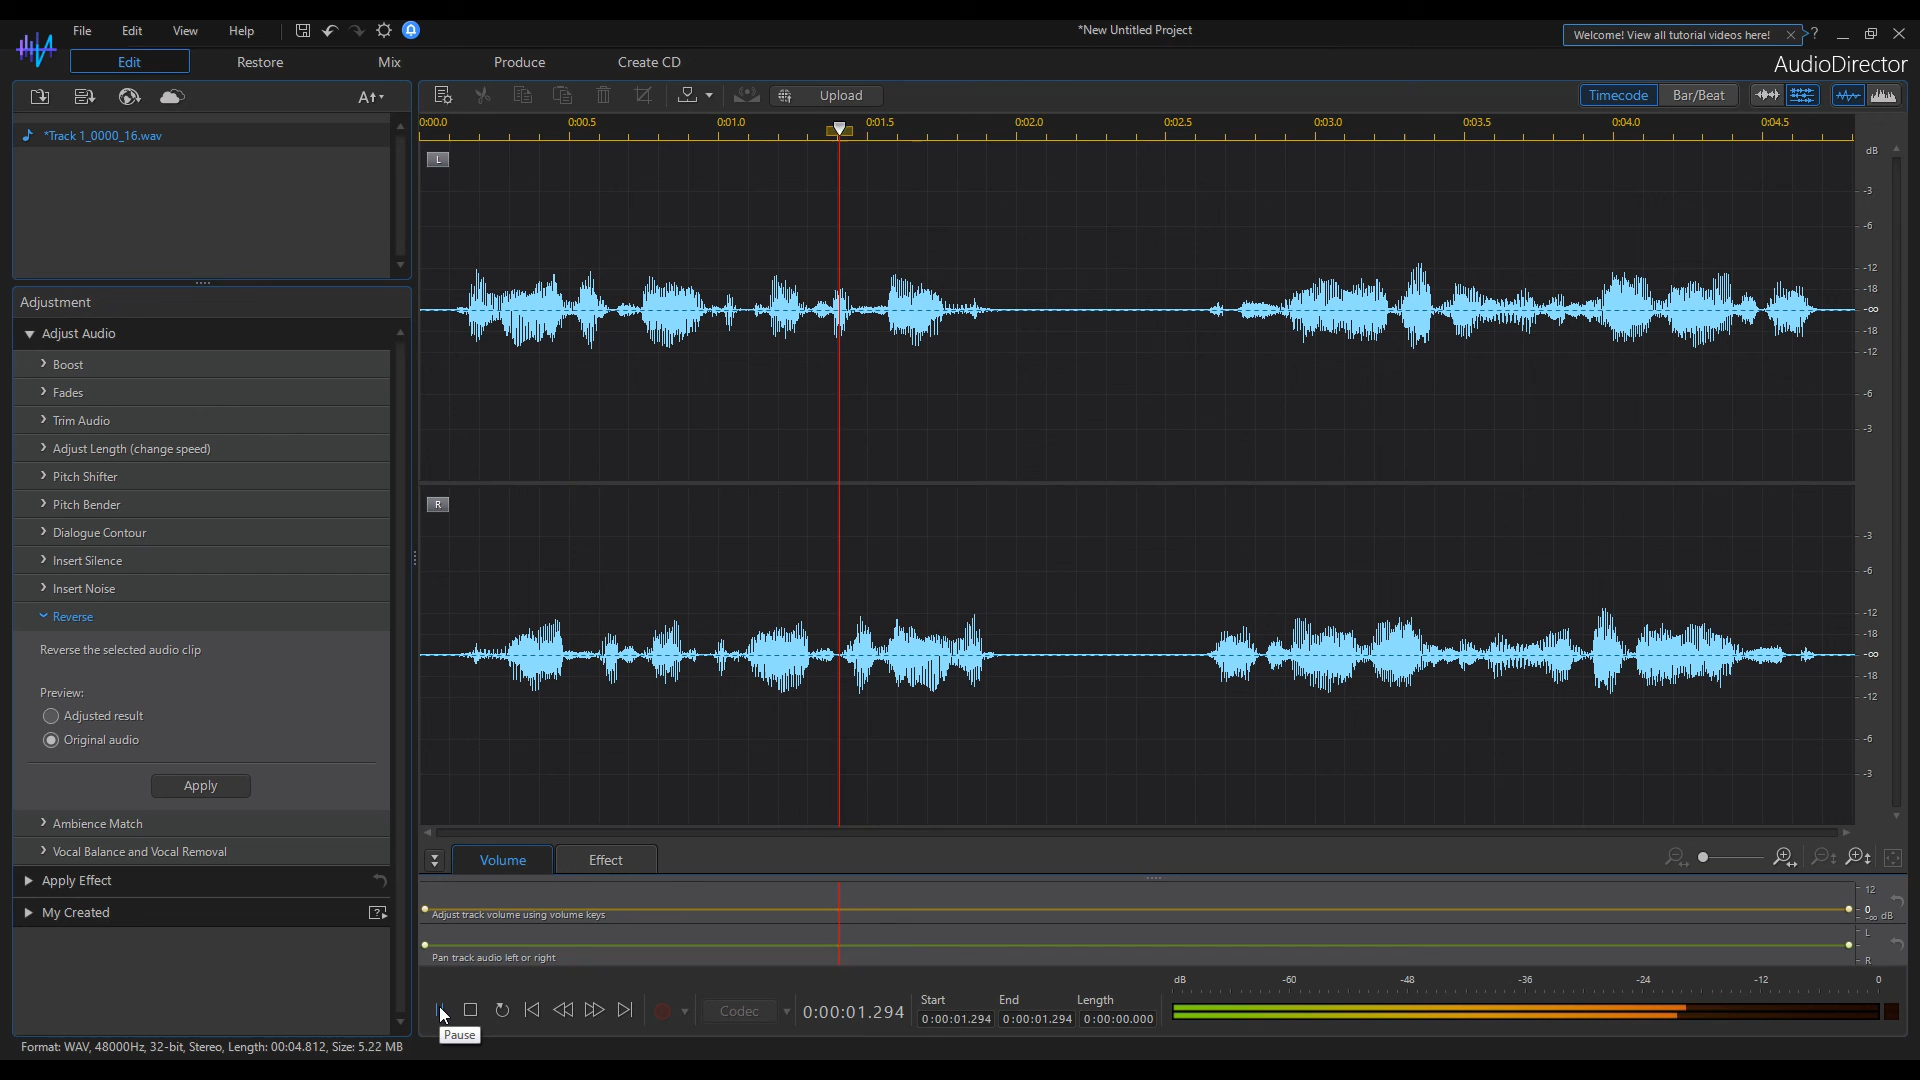 File Edit View Help
*New Untitled Project
Welcome! View all tutorial videos here!
?
Edit Restore Mix Produce Create CD
AudioDirector
A
Upload
Timecode Bar/Beat
*Track 1_0000_16.wav
0:00.0 0:00.5 0:01.0 0:01.5 0:02.0 0:02.5 0:03.0 0:03.5 0:04.0 0:04.5
L
dB
-3
-6
-12
-18
-∞
-18
-12
-6
-3
Adjustment
Adjust Audio
Boost
Fades
Trim Audio
Adjust Length (change speed)
Pitch Shifter
Pitch Bender
Dialogue Contour
Insert Silence
Insert Noise
Reverse
Reverse the selected audio clip
Preview:
Adjusted result
Original audio
Apply
Ambience Match
Vocal Balance and Vocal Removal
Apply Effect
My Created
R
-3
-6
-12
-18
-∞
-18
-12
-6
-3
Volume Effect
Adjust track volume using volume keys
12
0
-∞ dB
Pan track audio left or right
L
R
Codec
0:00:01.294
Start End Length
0:00:01.294 0:00:01.294 0:00:00.000
dB -60 -48 -36 -24 -12 0
Pause
Format: WAV, 48000Hz, 32-bit, Stereo, Length: 00:04.812, Size: 5.22 MB